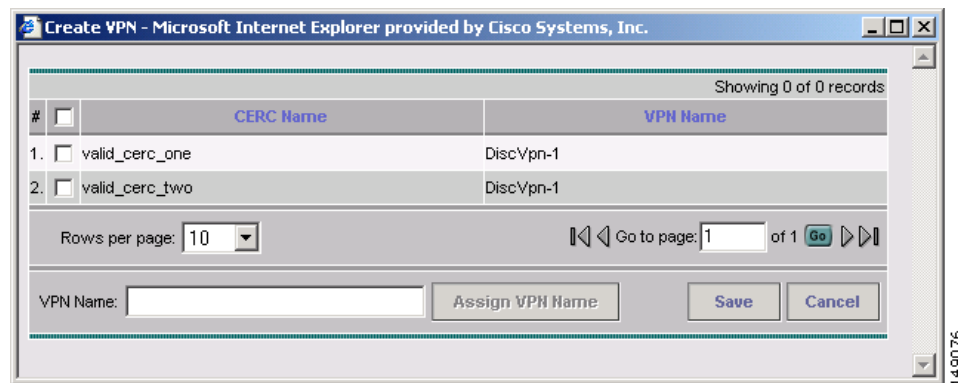 Create VPN - Microsoft Internet Explorer provided by Cisco Systems, Inc.
Showing 0 of 0 records
# CERC Name VPN Name
1. valid_cerc_one DiscVpn-1
2. valid_cerc_two DiscVpn-1
Rows per page: 10 Go to page: 1 of 1 Go
VPN Name: Assign VPN Name Save Cancel
149076